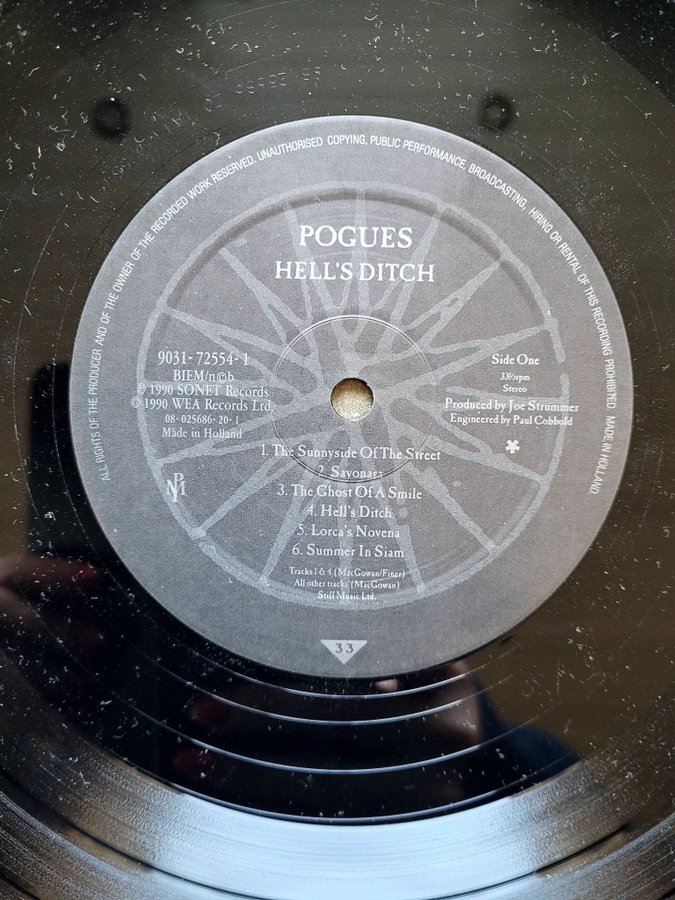 ALL RIGHTS OF THE PRODUCER AND OF THE OWNER OF THE RECORDED WORK RESERVED. UNAUTHORISED COPYING, PUBLIC PERFORMANCE, BROADCASTING, HIRING OR RENTAL OF THIS RECORDING PROHIBITED. MADE IN HOLLAND.
POGUES
HELL'S DITCH
9031-72554-1
BIEM/n©b
℗ 1990 SONET Records
© 1990 WEA Records Ltd.
08-025686-20-1
Made in Holland
PM
Side One
33⅓rpm
Stereo
Produced by Joe Strummer
Engineered by Paul Cobbold
1. The Sunnyside Of The Street
2. Sayonara
3. The Ghost Of A Smile
4. Hell's Ditch
5. Lorca's Novena
6. Summer In Siam
Tracks 1 & 4 (MacGowan/Finer)
All other tracks (MacGowan)
Stiff Music Ltd.
33